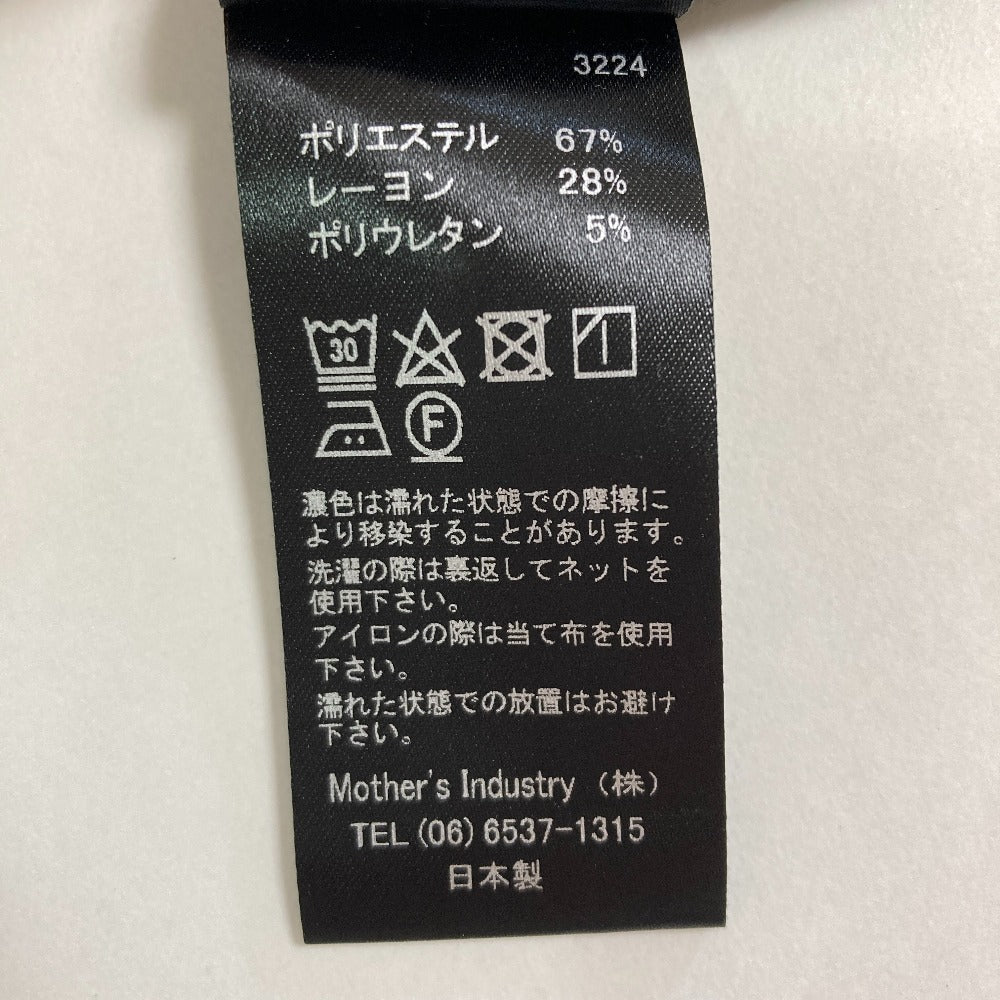 3224
ポリエステル 67%
レーヨン 28%
ポリウレタン 5%
30
F
濃色は濡れた状態での摩擦に
より移染することがあります。
洗濯の際は裏返してネットを
使用下さい。
アイロンの際は当て布を使用
下さい。
濡れた状態での放置はお避け
下さい。
Mother's Industry (株)
TEL (06) 6537-1315
日本製